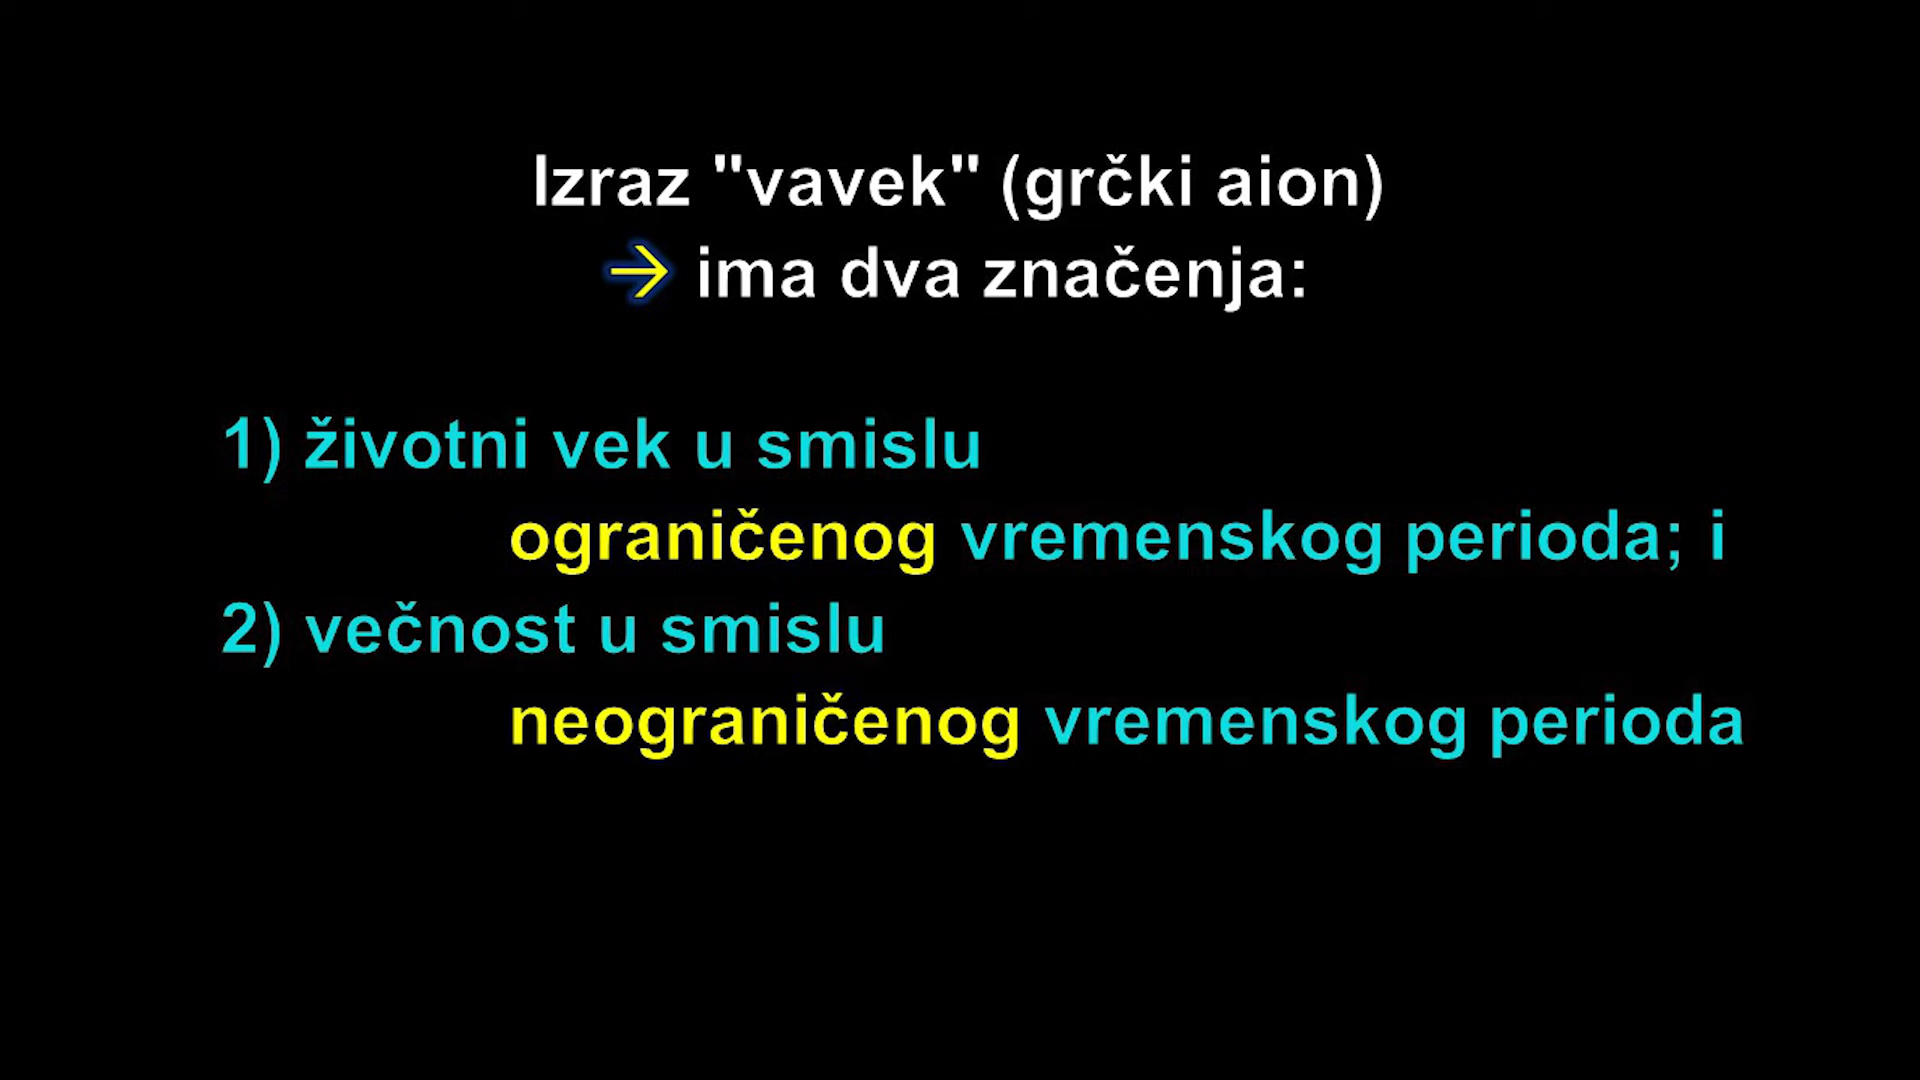 Izraz "vavek" (grčki aion)
→ ima dva značenja:
1) životni vek u smislu
ograničenog vremenskog perioda; i
2) večnost u smislu
neograničenog vremenskog perioda